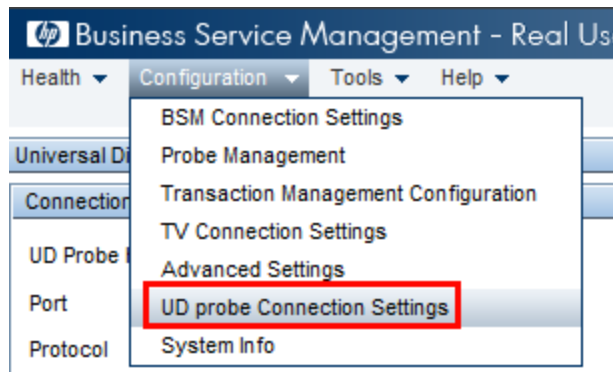 hp Business Service Management - Real Us
Health Configuration Tools Help
BSM Connection Settings
Universal Di Probe Management
Connection Transaction Management Configuration
TV Connection Settings
UD Probe Advanced Settings
Port UD probe Connection Settings
Protocol System Info